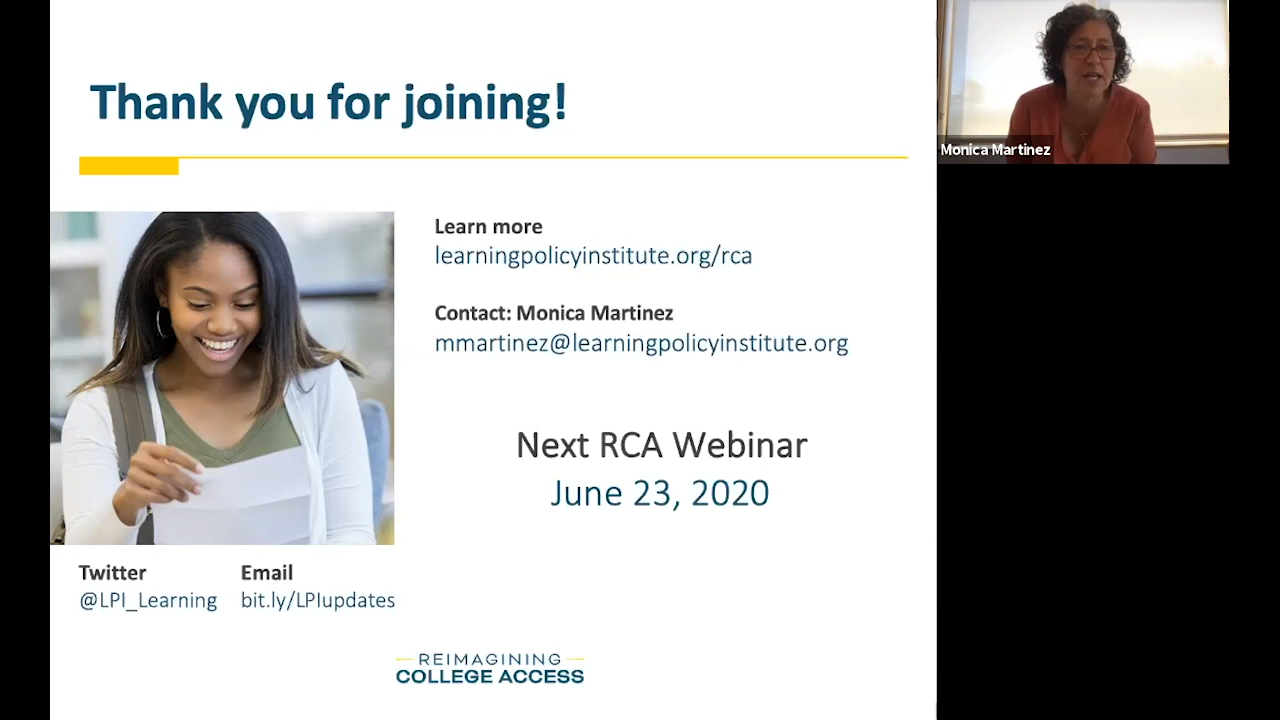 Thank you for joining!
Monica Martinez
Learn more
learningpolicyinstitute.org/rca
Contact: Monica Martinez
mmartinez@learningpolicyinstitute.org
Next RCA Webinar
June 23, 2020
Twitter
@LPI_Learning
Email
bit.ly/LPIupdates
REIMAGINING
COLLEGE ACCESS